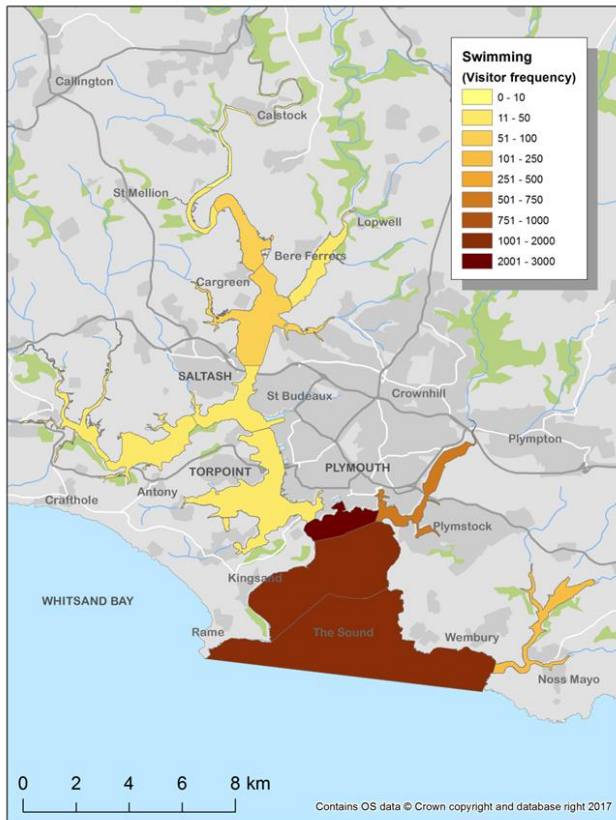 Swimming
(Visitor frequency)
0 - 10
11 - 50
51 - 100
101 - 250
251 - 500
501 - 750
751 - 1000
1001 - 2000
2001 - 3000
Callington
Calstock
St Mellion
Lopwell
Bere Ferrers
Cargreen
SALTASH
St Budeaux
Crownhill
Plympton
TORPOINT
PLYMOUTH
Antony
Crafthole
Plymstock
Kingsand
WHITSAND BAY
Rame
The Sound
Wembury
Noss Mayo
0 2 4 6 8 km
Contains OS data © Crown copyright and database right 2017